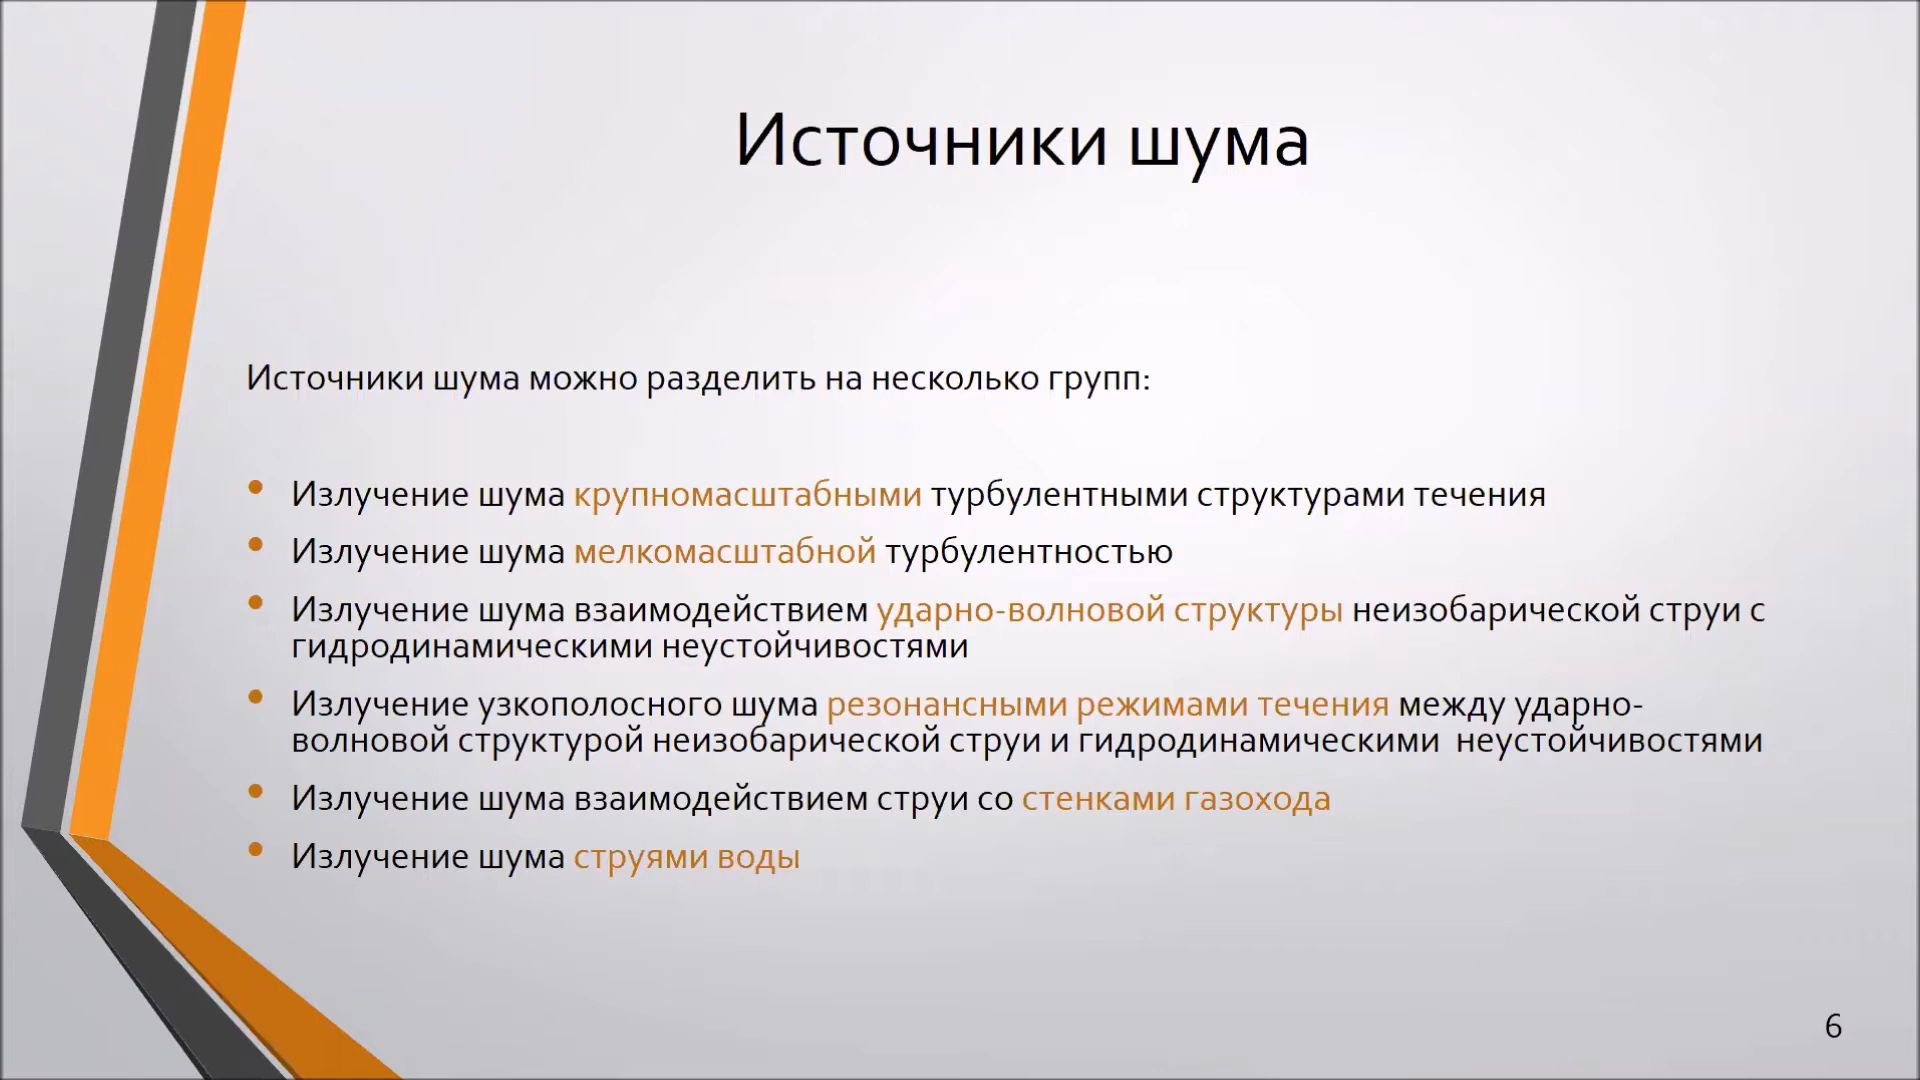 Источники шума
Источники шума можно разделить на несколько групп:
• Излучение шума крупномасштабными турбулентными структурами течения
• Излучение шума мелкомасштабной турбулентностью
• Излучение шума взаимодействием ударно-волновой структуры неизобарической струи с
гидродинамическими неустойчивостями
• Излучение узкополосного шума резонансными режимами течения между ударно-
волновой структурой неизобарической струи и гидродинамическими  неустойчивостями
• Излучение шума взаимодействием струи со стенками газохода
• Излучение шума струями воды
6